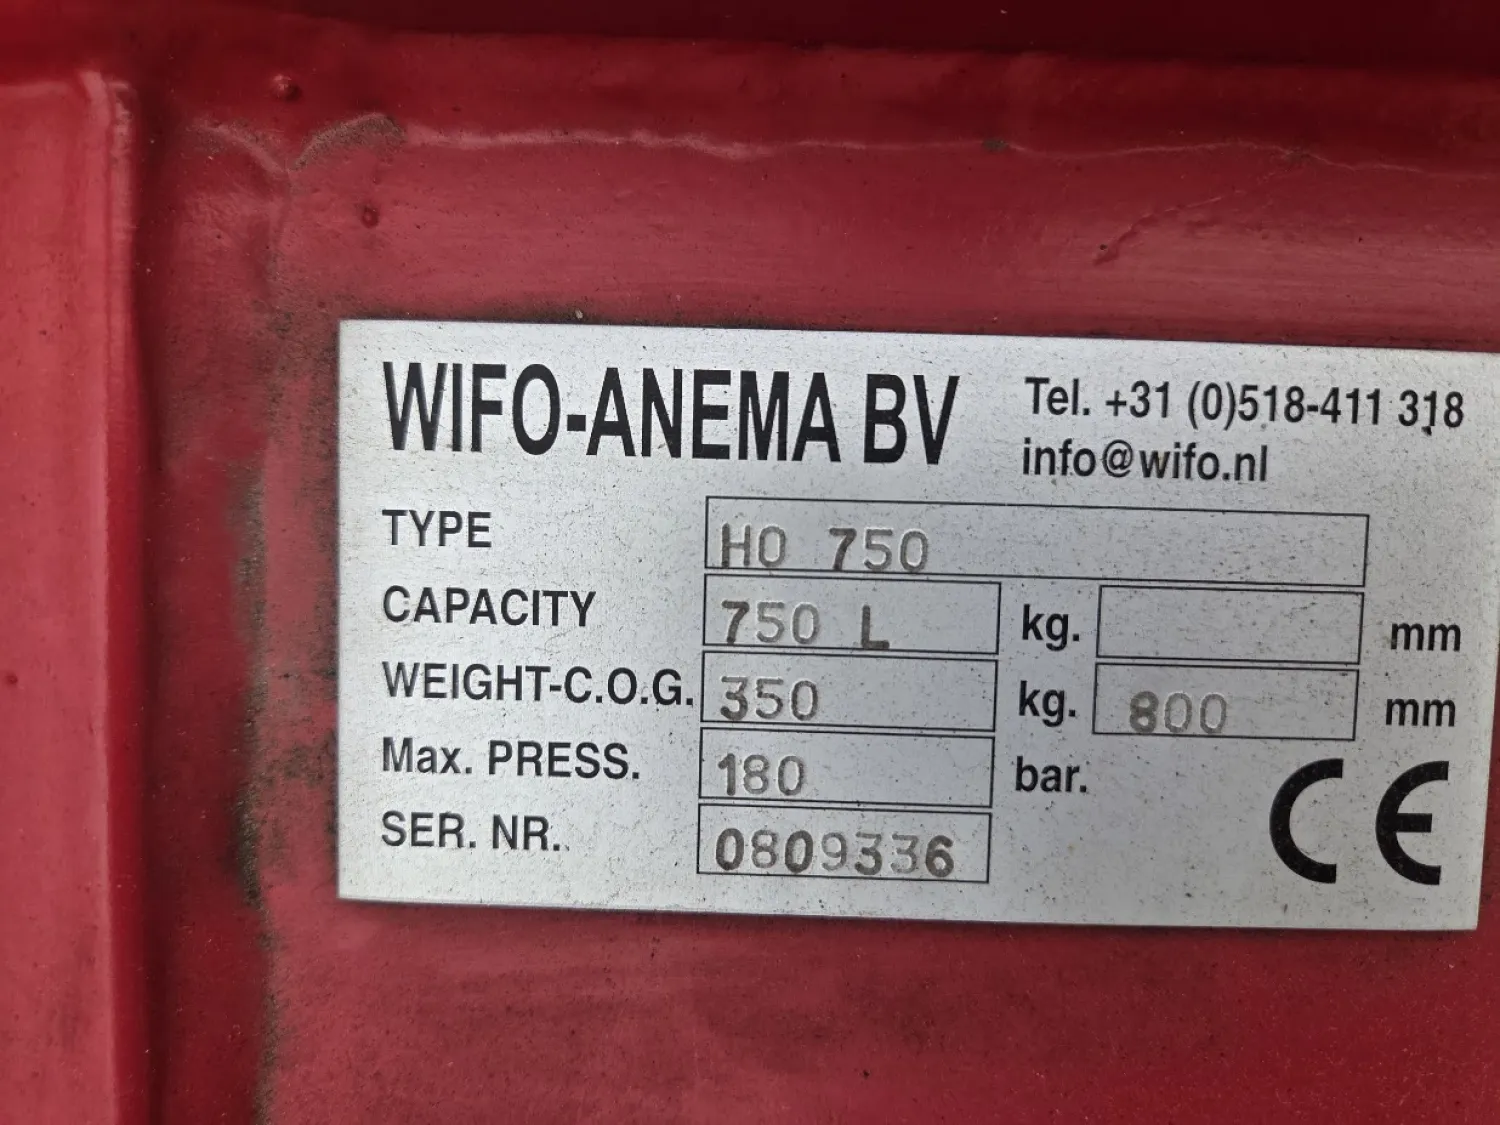 WIFO-ANEMA BV
Tel. +31 (0)518-411 318
info@wifo.nl
TYPE HO 750
CAPACITY 750 L kg. mm
WEIGHT-C.O.G. 350 kg. 800 mm
Max. PRESS. 180 bar.
SER. NR. 0809336
CE